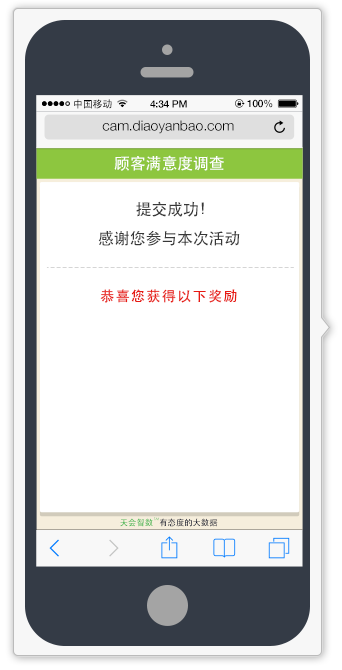 中国移动 4:34 PM 100%
cam.diaoyanbao.com
顾客满意度调查
提交成功！
感谢您参与本次活动
恭喜您获得以下奖励
天会智数™有态度的大数据